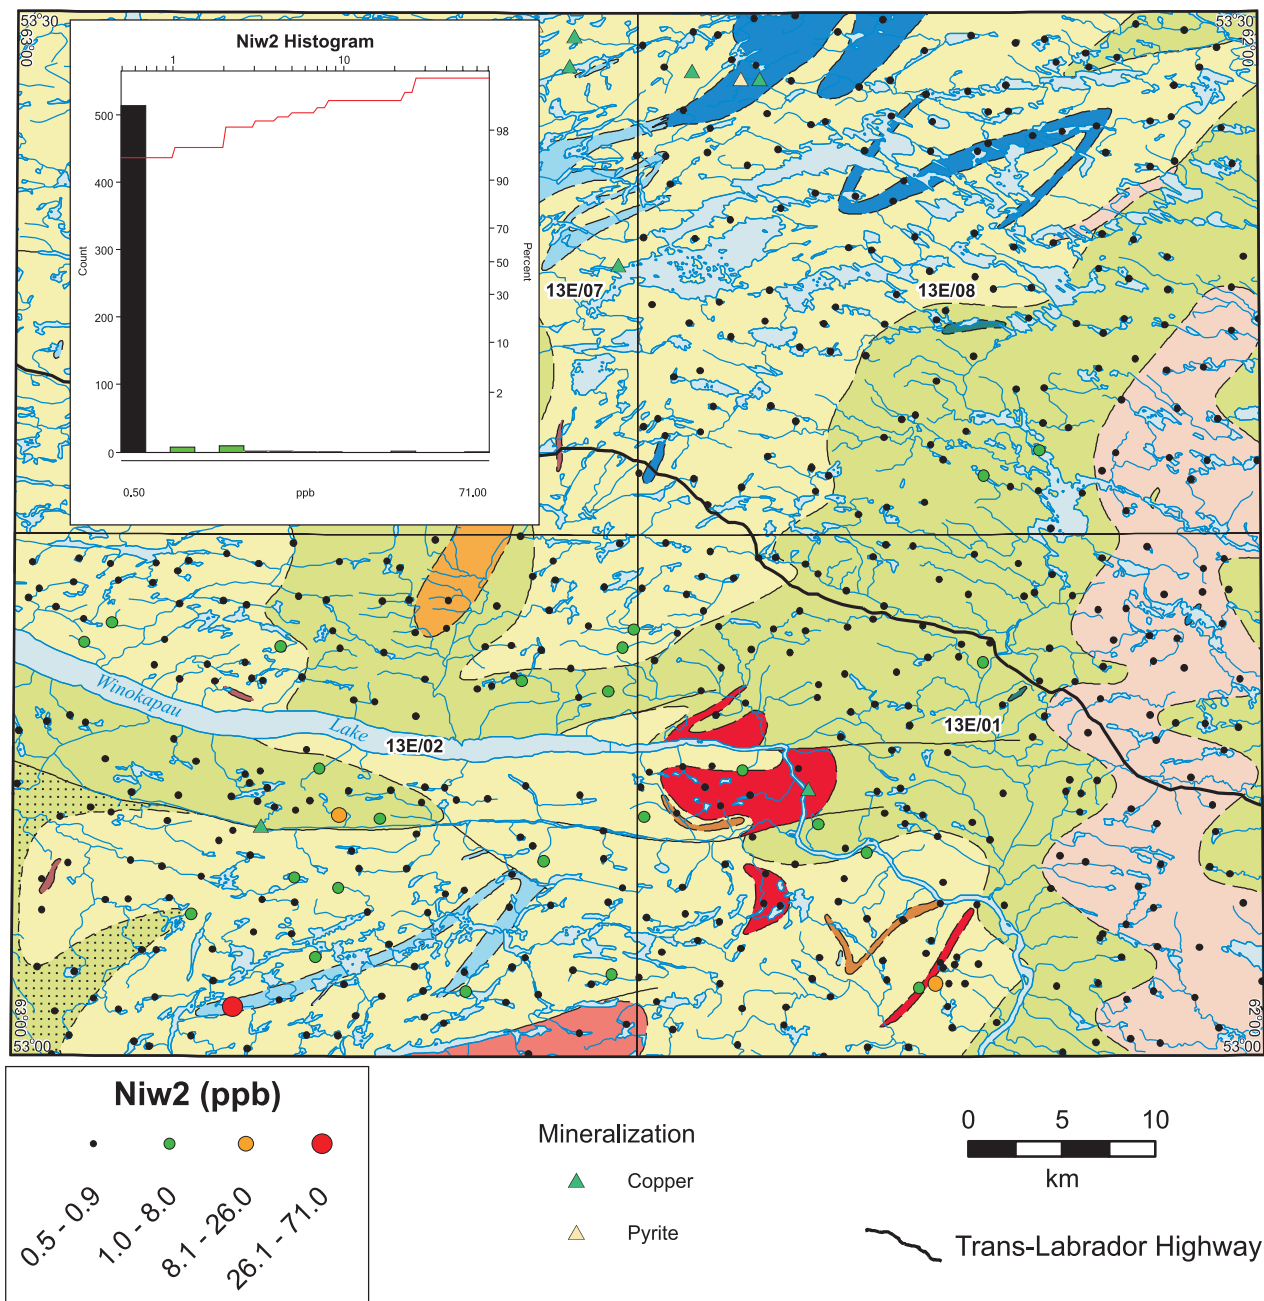 53°30'
63°00'
53°30'
62°00'
Niw2 Histogram
1
10
500
400
300
200
100
0
Count
98
90
70
50
30
10
2
Percent
0.50
ppb
71.00
13E/07
13E/08
Winokapau
Lake
13E/02
13E/01
63°00'
53°00'
62°00'
53°00'
Niw2 (ppb)
0.5 - 0.9
1.0 - 8.0
8.1 - 26.0
26.1 - 71.0
Mineralization
Copper
Pyrite
0
5
10
km
Trans-Labrador Highway